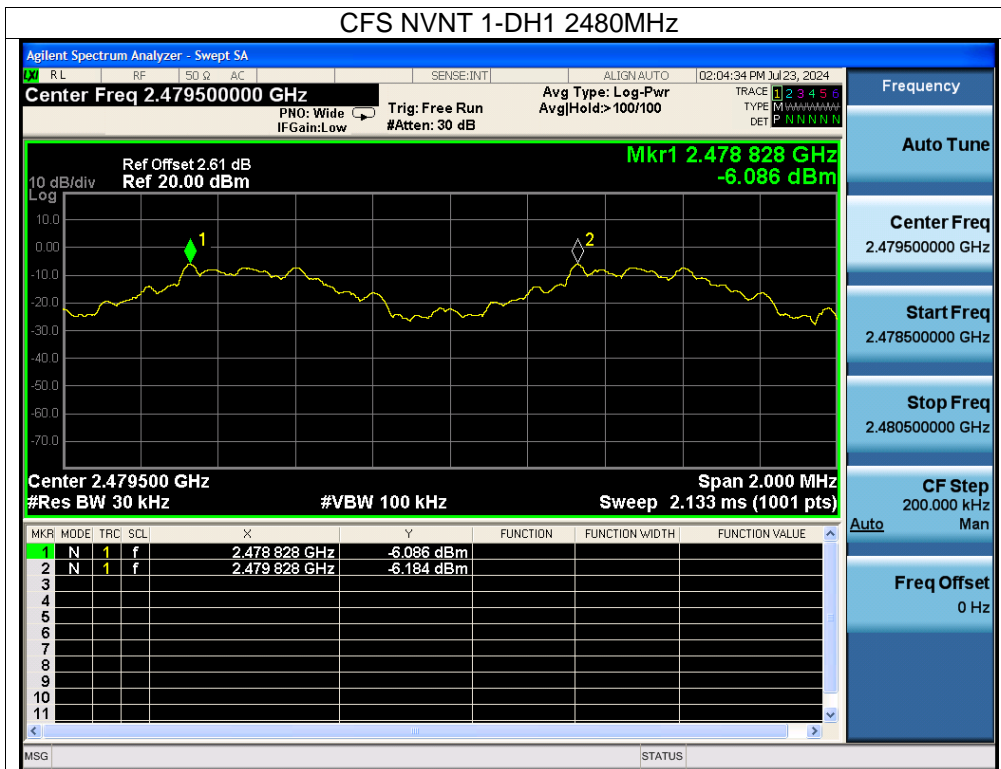 CFS NVNT 1-DH1 2480MHz
Agilent Spectrum Analyzer - Swept SA
LXI RL RF 50 Ω AC SENSE:INT ALIGN AUTO 02:04:34 PM Jul 23, 2024
Center Freq 2.479500000 GHz
PNO: Wide
IFGain:Low
Trig: Free Run
#Atten: 30 dB
Avg Type: Log-Pwr
Avg|Hold:>100/100
TRACE 1 2 3 4 5 6
TYPE M WWWWW
DET P N N N N N
Mkr1 2.478 828 GHz
-6.086 dBm
Ref Offset 2.61 dB
10 dB/div Ref 20.00 dBm
Log
10.0
0.00
-10.0
-20.0
-30.0
-40.0
-50.0
-60.0
-70.0
1
2
Center 2.479500 GHz Span 2.000 MHz
#Res BW 30 kHz #VBW 100 kHz Sweep 2.133 ms (1001 pts)
MKR MODE TRC SCL X Y FUNCTION FUNCTION WIDTH FUNCTION VALUE
1 N 1 f 2.478 828 GHz -6.086 dBm
2 N 1 f 2.479 828 GHz -6.184 dBm
3
4
5
6
7
8
9
10
11
MSG STATUS
Frequency
Auto Tune
Center Freq
2.479500000 GHz
Start Freq
2.478500000 GHz
Stop Freq
2.480500000 GHz
CF Step
200.000 kHz
Auto Man
Freq Offset
0 Hz